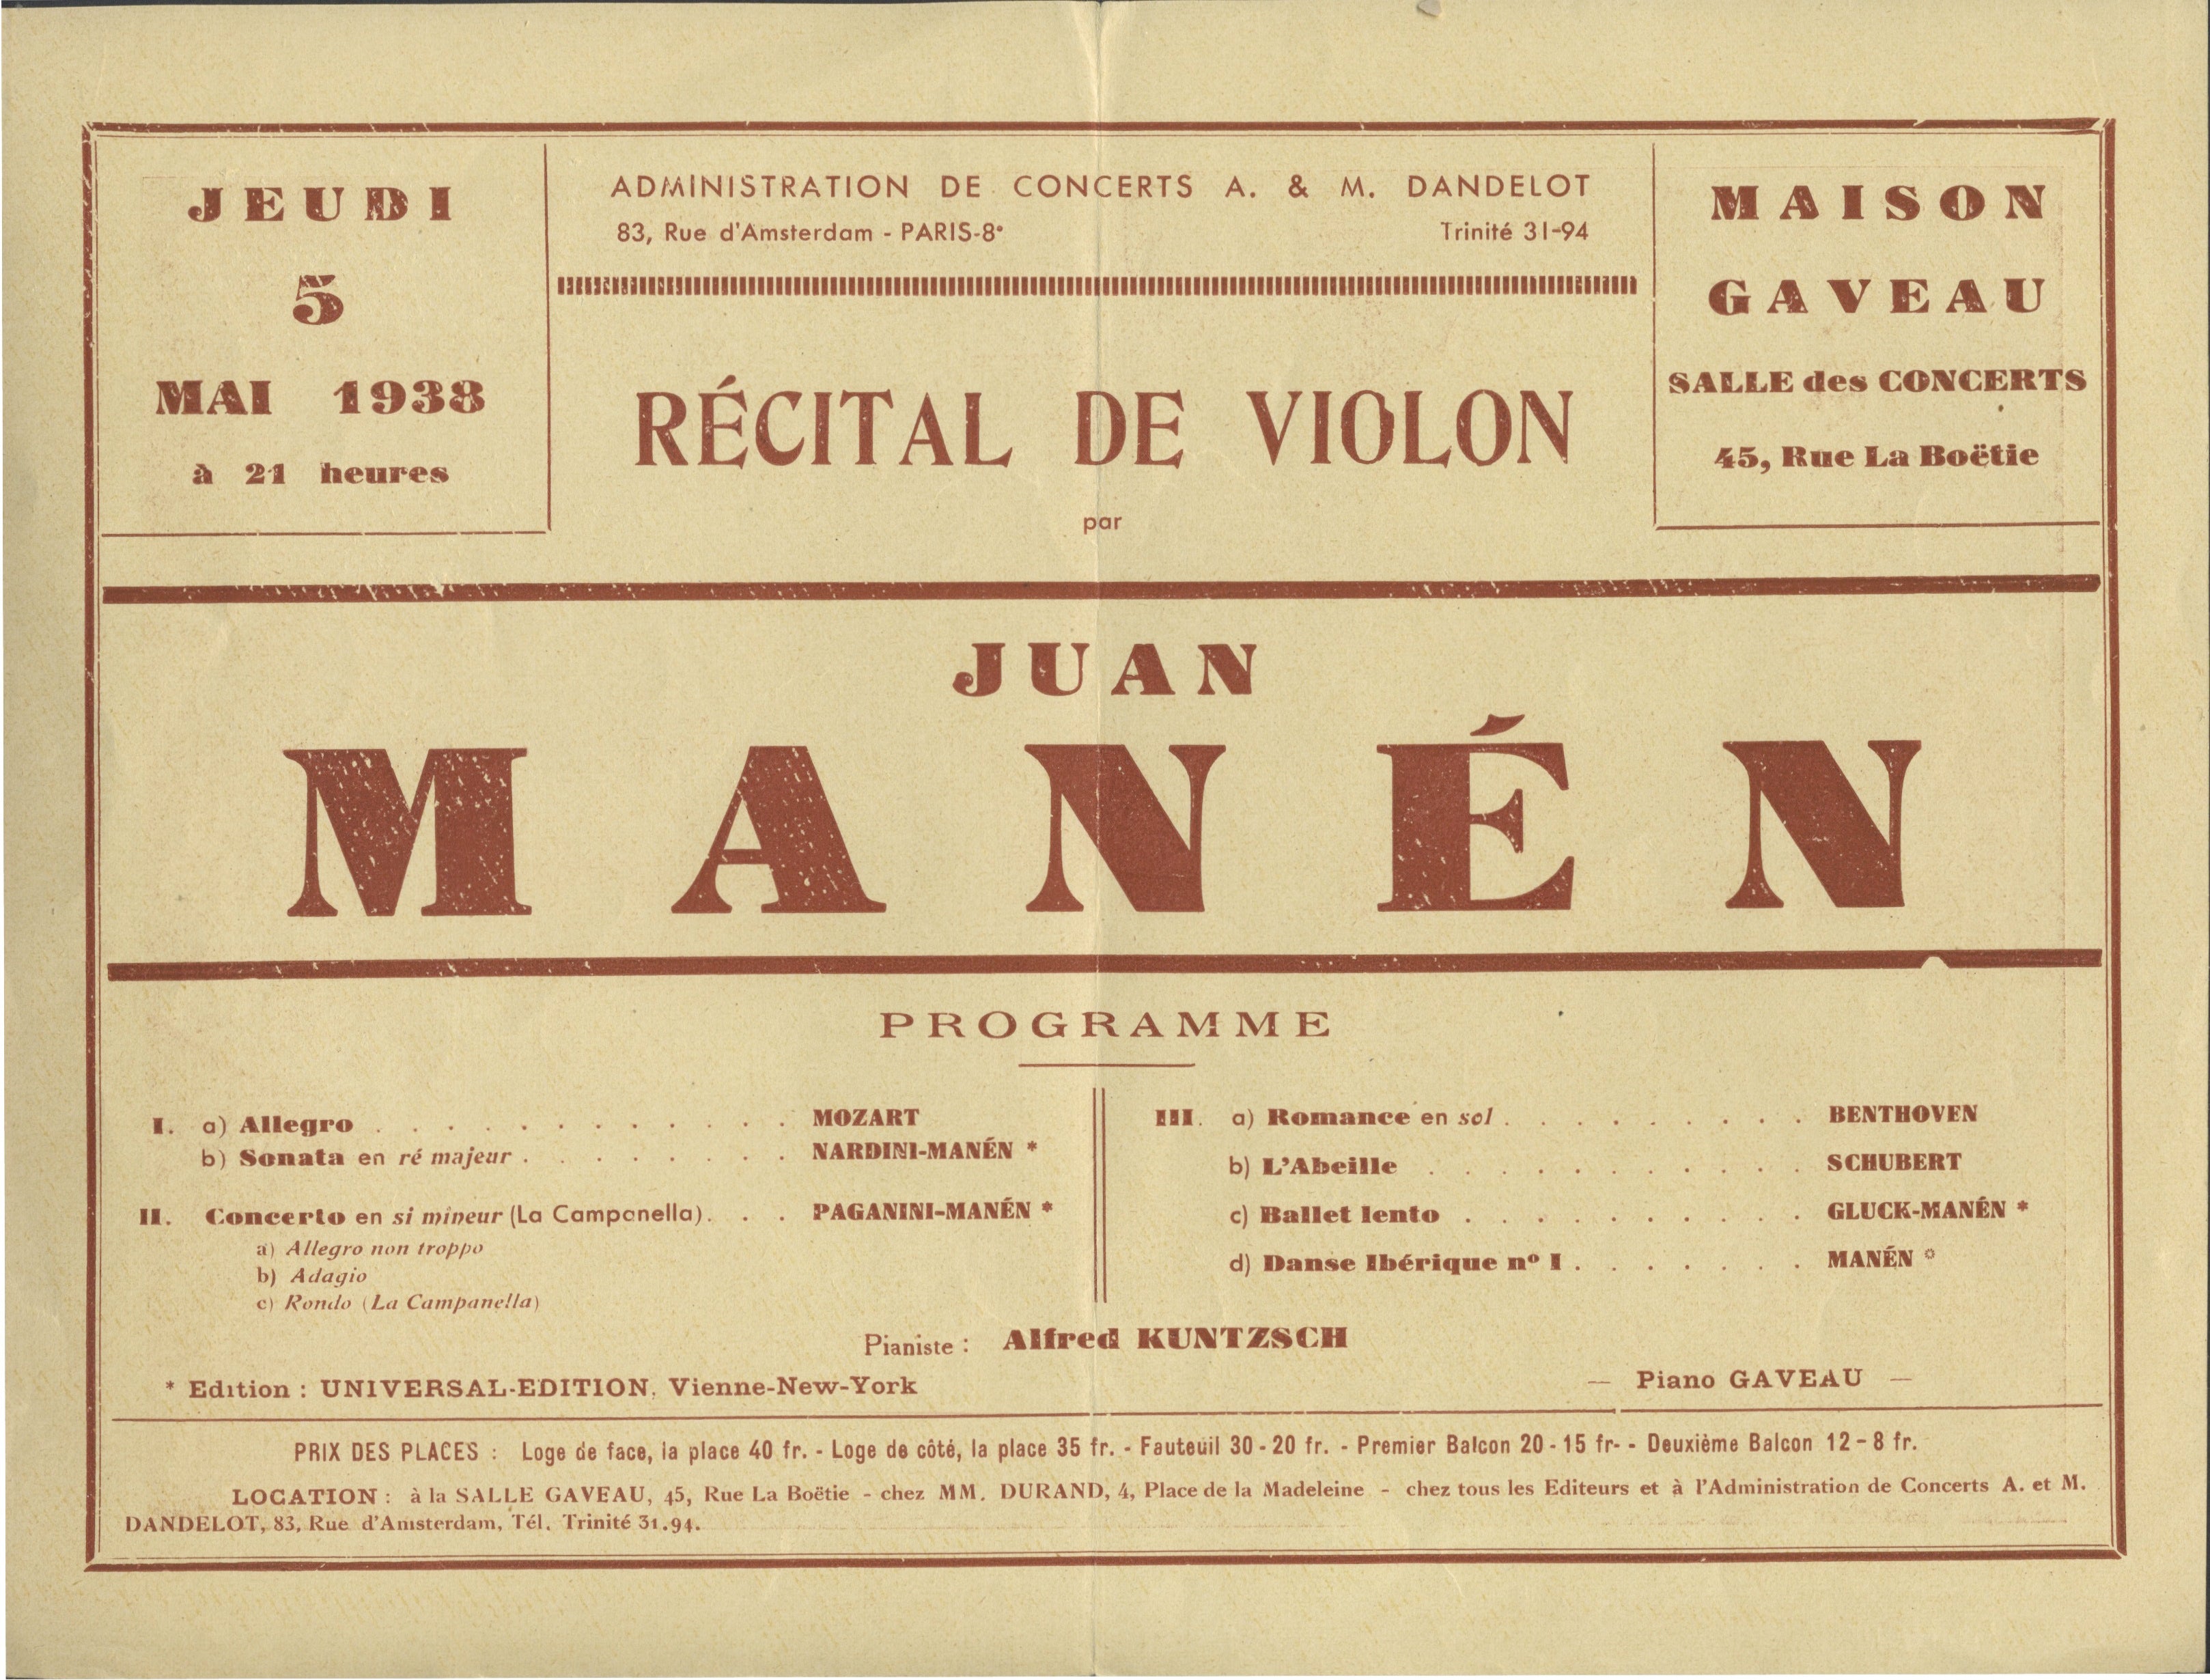 JEUDI
5
MAI 1938
à 21 heures
ADMINISTRATION DE CONCERTS A. & M. DANDELOT
83, Rue d'Amsterdam - PARIS-8e Trinité 31-94
RÉCITAL DE VIOLON
par
MAISON
GAVEAU
SALLE des CONCERTS
45, Rue La Boëtie
JUAN
MANÉN
PROGRAMME
I. a) Allegro . . . . . . . . . . . . MOZART
b) Sonata en ré majeur . . . . . . . . NARDINI-MANÉN *
II. Concerto en si mineur (La Campanella). . . PAGANINI-MANÉN *
a) Allegro non troppo
b) Adagio
c) Rondo (La Campanella)
III. a) Romance en sol . . . . . . . . . BENTHOVEN
b) L'Abeille . . . . . . . . . . . SCHUBERT
c) Ballet lento . . . . . . . . . . GLUCK-MANÉN *
d) Danse Ibérique nº I . . . . . . . MANÉN *
Pianiste : Alfred KUNTZSCH
* Edition : UNIVERSAL-EDITION, Vienne-New-York
— Piano GAVEAU —
PRIX DES PLACES : Loge de face, la place 40 fr. - Loge de côté, la place 35 fr. - Fauteuil 30 - 20 fr. - Premier Balcon 20 - 15 fr- - Deuxième Balcon 12 - 8 fr.
LOCATION : à la SALLE GAVEAU, 45, Rue La Boëtie - chez MM. DURAND, 4, Place de la Madeleine - chez tous les Editeurs et à l'Administration de Concerts A. et M.
DANDELOT, 83, Rue d'Amsterdam, Tél. Trinité 31.94.